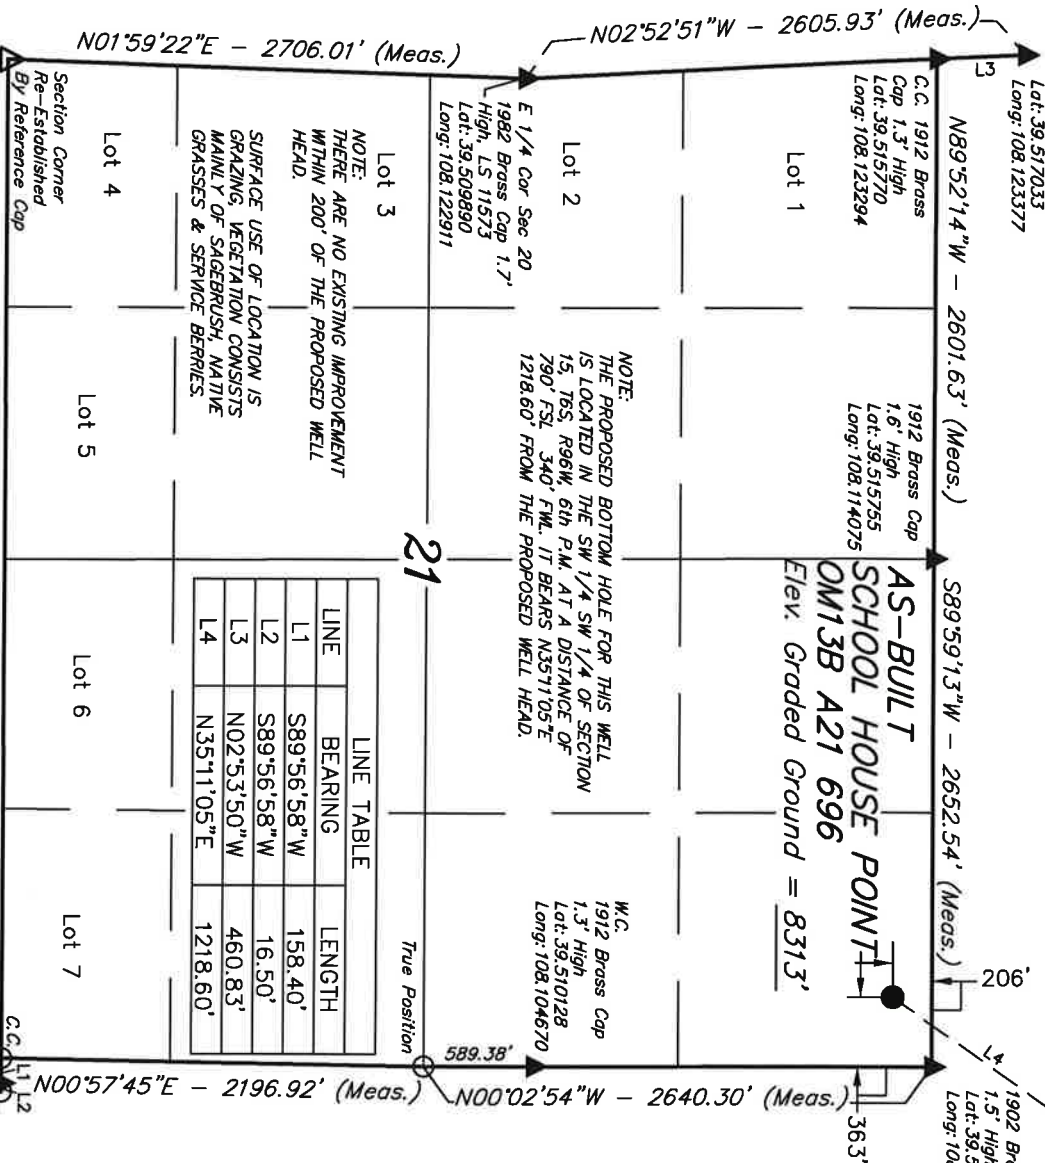 N01°59'22"E - 2706.01' (Meas.)
N02°52'51"W - 2605.93' (Meas.)
L3
Lat: 39.517033
Long: 108.123377
C.C. 1912 Brass
Cap 1.3' High
Lat: 39.515770
Long: 108.123294
N89°52'14"W - 2601.63' (Meas.)
Lot 1
E 1/4 Cor Sec 20
1982 Brass Cap 1.7'
High, LS 11573
Lat: 39.509890
Long: 108.122911
Lot 2
Lot 3
NOTE:
THERE ARE NO EXISTING IMPROVEMENT
WITHIN 200' OF THE PROPOSED WELL
HEAD.
SURFACE USE OF LOCATION IS
GRAZING, VEGETATION CONSISTS
MAINLY OF SAGEBRUSH, NATIVE
GRASSES & SERVICE BERRIES.
Lot 4
Section Corner
Re-Established
By Reference Cap
1912 Brass Cap
1.6' High
Lat: 39.515755
Long: 108.114075
S89°59'13"W - 2652.54' (Meas.)
NOTE:
THE PROPOSED BOTTOM HOLE FOR THIS WELL
IS LOCATED IN THE SW 1/4 SW 1/4 OF SECTION
15, T6S, R96W, 6th P.M. AT A DISTANCE OF
790' FSL 340' FWL. IT BEARS N35°11'05"E
1218.60' FROM THE PROPOSED WELL HEAD.
Lot 5
21
AS-BUILT
SCHOOL HOUSE POINT
OM13B A21 696
Elev. Graded Ground = 8313'
206'
L4
LINE TABLE
LINE BEARING LENGTH
L1 S89°56'58"W 158.40'
L2 S89°56'58"W 16.50'
L3 N02°53'50"W 460.83'
L4 N35°11'05"E 1218.60'
Lot 6
Lot 7
W.C.
1912 Brass Cap
1.3' High
Lat: 39.510128
Long: 108.104670
True Position
589.38'
C.C.
L1
L2
N00°57'45"E - 2196.92' (Meas.)
N00°02'54"W - 2640.30' (Meas.)
363'
1902
1.5' High